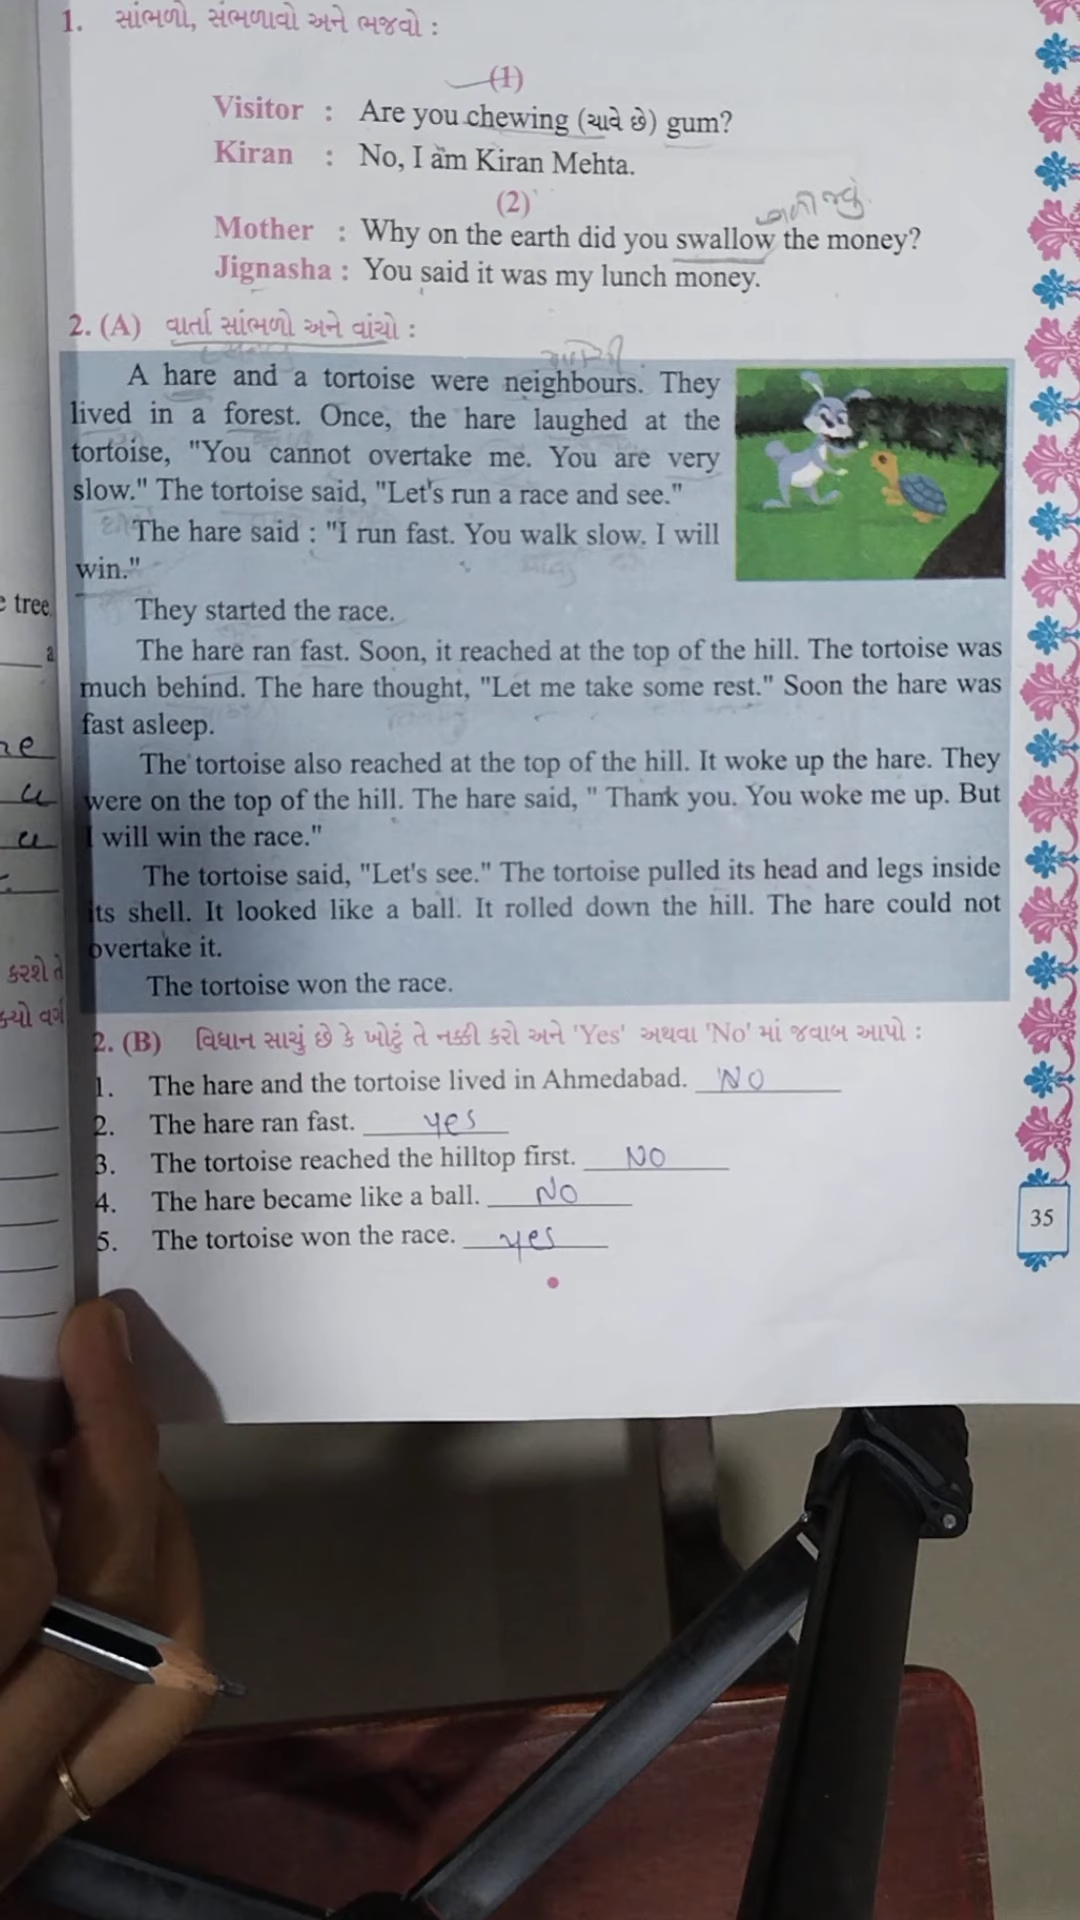 1. સાંભળો, સંભળાવો અને ભજવો :
(1)
Visitor : Are you chewing (ચાવે છે) gum?
Kiran : No, I am Kiran Mehta.
(2)
Mother : Why on the earth did you swallow the money?
Jignasha : You said it was my lunch money.
2. (A) વાર્તા સાંભળો અને વાંચો :
A hare and a tortoise were neighbours. They
lived in a forest. Once, the hare laughed at the
tortoise, "You cannot overtake me. You are very
slow." The tortoise said, "Let's run a race and see."
The hare said : "I run fast. You walk slow. I will
win."
They started the race.
The hare ran fast. Soon, it reached at the top of the hill. The tortoise was
much behind. The hare thought, "Let me take some rest." Soon the hare was
fast asleep.
The tortoise also reached at the top of the hill. It woke up the hare. They
were on the top of the hill. The hare said, " Thank you. You woke me up. But
I will win the race."
The tortoise said, "Let's see." The tortoise pulled its head and legs inside
its shell. It looked like a ball. It rolled down the hill. The hare could not
overtake it.
The tortoise won the race.
2. (B) વિધાન સાચું છે કે ખોટું તે નક્કી કરો અને 'Yes' અથવા 'No' માં જવાબ આપો :
1. The hare and the tortoise lived in Ahmedabad. NO
2. The hare ran fast. yes
3. The tortoise reached the hilltop first. NO
4. The hare became like a ball. NO
5. The tortoise won the race. yes
35
tree
કરશે તે